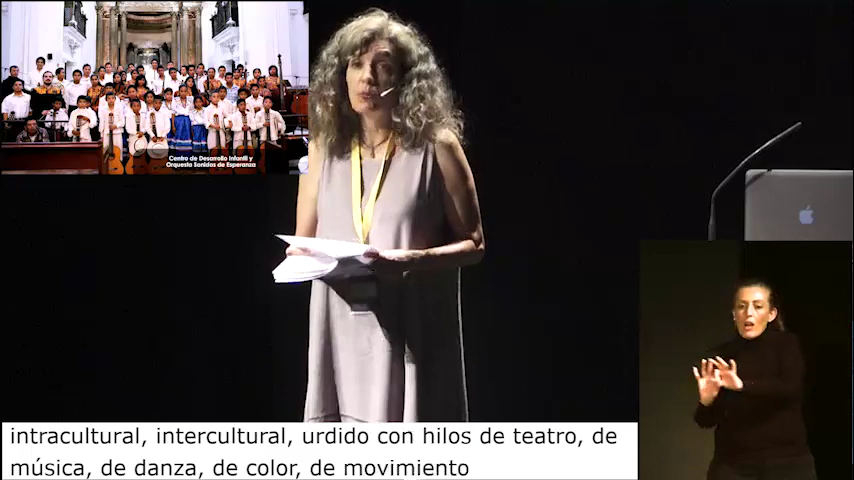 Centro de Desarrollo Infantil y
Orquesta Sonidos de Esperanza
intracultural, intercultural, urdido con hilos de teatro, de
música, de danza, de color, de movimiento